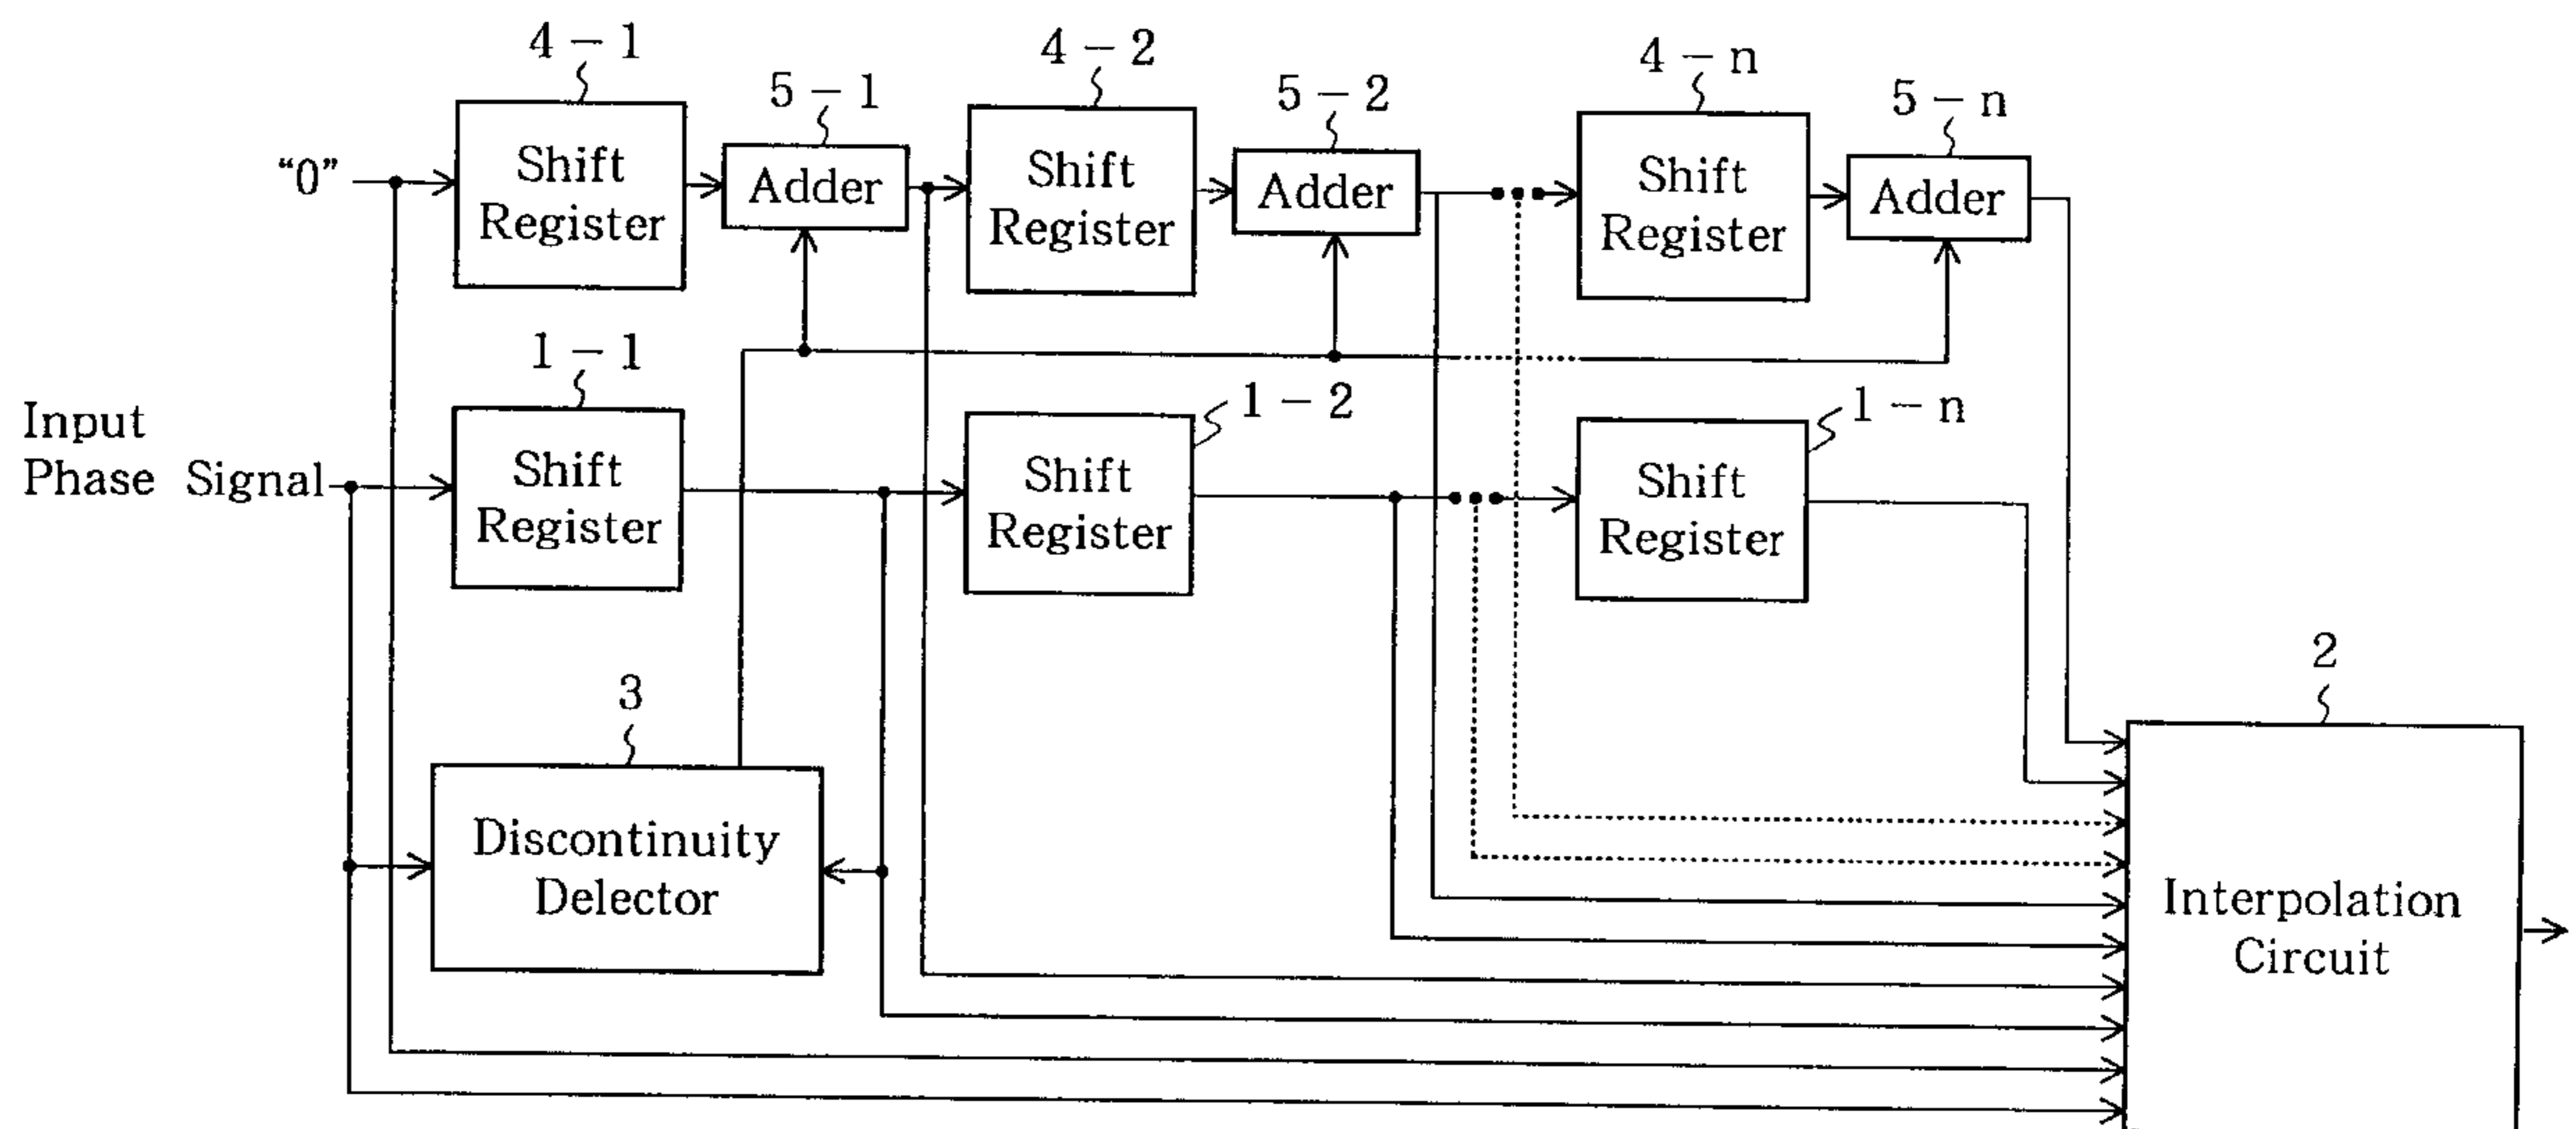 4 - 1
4 - 2
4 - n
5 - 1
5 - 2
5 - n
"0"
Shift
Register
Adder
Shift
Register
Adder
Shift
Register
Adder
1 - 1
1 - 2
1 - n
Input
Phase Signal
Shift
Register
Shift
Register
Shift
Register
3
2
Discontinuity
Delector
Interpolation
Circuit